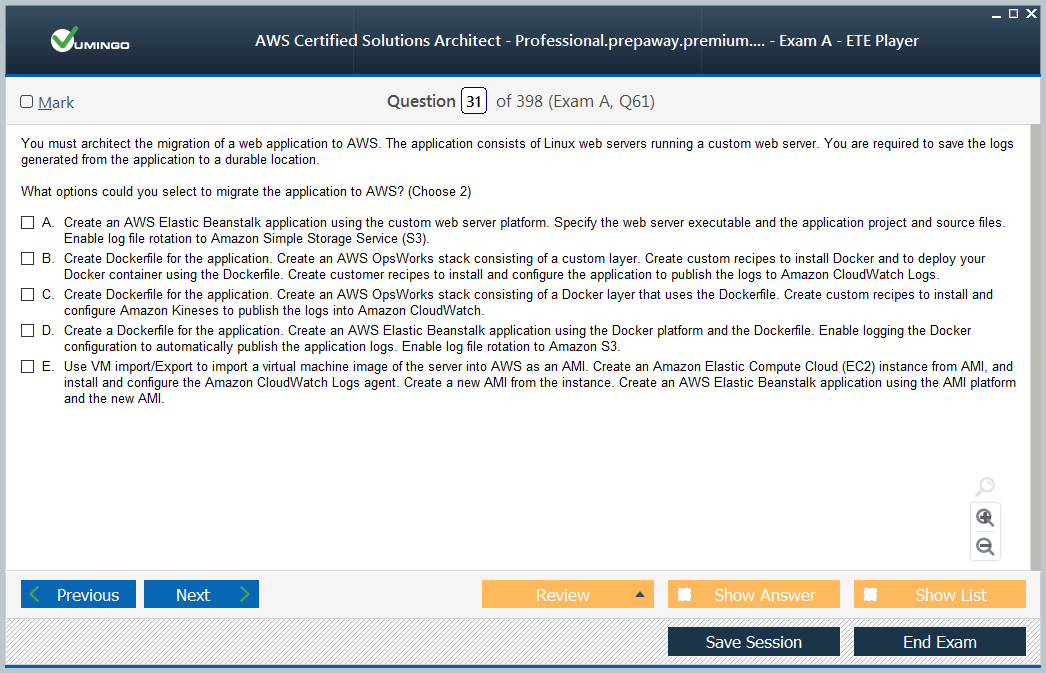 VUMINGO
AWS Certified Solutions Architect - Professional.prepaway.premium.... - Exam A - ETE Player
Mark
Question 31 of 398 (Exam A, Q61)
You must architect the migration of a web application to AWS. The application consists of Linux web servers running a custom web server. You are required to save the logs
generated from the application to a durable location.
What options could you select to migrate the application to AWS? (Choose 2)
A. Create an AWS Elastic Beanstalk application using the custom web server platform. Specify the web server executable and the application project and source files.
Enable log file rotation to Amazon Simple Storage Service (S3).
B. Create Dockerfile for the application. Create an AWS OpsWorks stack consisting of a custom layer. Create custom recipes to install Docker and to deploy your
Docker container using the Dockerfile. Create customer recipes to install and configure the application to publish the logs to Amazon CloudWatch Logs.
C. Create Dockerfile for the application. Create an AWS OpsWorks stack consisting of a Docker layer that uses the Dockerfile. Create custom recipes to install and
configure Amazon Kineses to publish the logs into Amazon CloudWatch.
D. Create a Dockerfile for the application. Create an AWS Elastic Beanstalk application using the Docker platform and the Dockerfile. Enable logging the Docker
configuration to automatically publish the application logs. Enable log file rotation to Amazon S3.
E. Use VM import/Export to import a virtual machine image of the server into AWS as an AMI. Create an Amazon Elastic Compute Cloud (EC2) instance from AMI, and
install and configure the Amazon CloudWatch Logs agent. Create a new AMI from the instance. Create an AWS Elastic Beanstalk application using the AMI platform
and the new AMI.
Previous
Next
Review
Show Answer
Show List
Save Session
End Exam